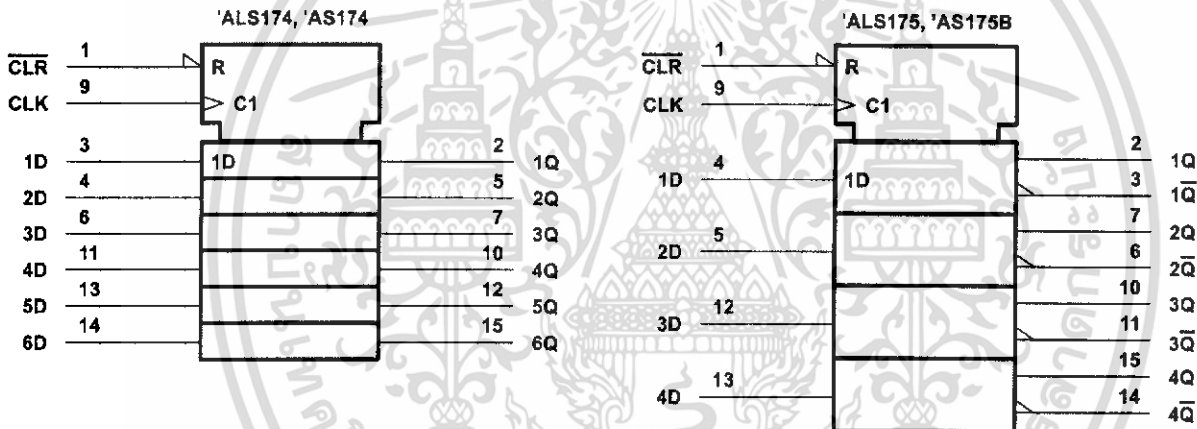 'ALS174, 'AS174
CLR 1 R
CLK 9 C1
1D 3 1D 2 1Q
2D 4 5 2Q
3D 6 7 3Q
4D 11 10 4Q
5D 13 12 5Q
6D 14 15 6Q
'ALS175, 'AS175B
CLR 1 R
CLK 9 C1
1D 4 1D 2 1Q
3 1Q
2D 5 7 2Q
6 2Q
3D 12 10 3Q
11 3Q
4D 13 15 4Q
14 4Q